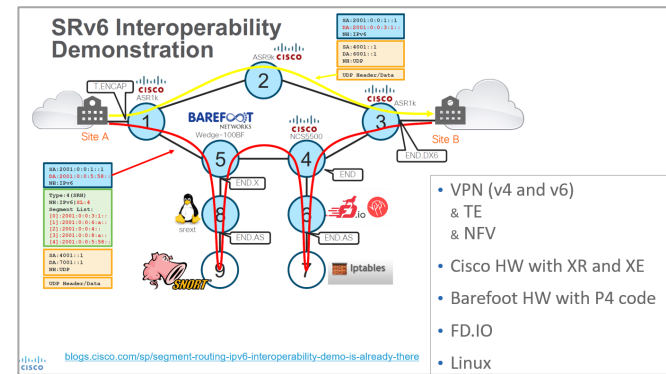 SRv6 Interoperability
Demonstration
SA:2001:0:0:1::1
DA:2001:0:0:3:1::
NH:IPv6
SA:4001::1
DA:6001::1
NH:UDP
UDP Header/Data
ASR9k CISCO
2
T.ENCAP
CISCO
ASR1k
1
CISCO
ASR1k
3
Site A
Site B
BAREFOOT
NETWORKS
Wedge-100BF
CISCO
NCS5500
END.DX6
5
4
END
END.X
SA:2001:0:0:1::1
DA:2001:0:0:5:58::
NH:IPv6
Type:4(SRH)
NH:IPv6|SL:4
Segment List:
[0]:2001:0:0:3:1::
[1]:2001:0:0:6:a::
[2]:2001:0:0:4::
[3]:2001:0:0:8:a::
[4]:2001:0:0:5:58::
SA:4001::1
DA:7001::1
NH:UDP
UDP Header/Data
srext
8
6
.io
END.AS
END.AS
SNORT
9
7
Iptables
• VPN (v4 and v6)
& TE
& NFV
• Cisco HW with XR and XE
• Barefoot HW with P4 code
• FD.IO
• Linux
CISCO
blogs.cisco.com/sp/segment-routing-ipv6-interoperability-demo-is-already-there